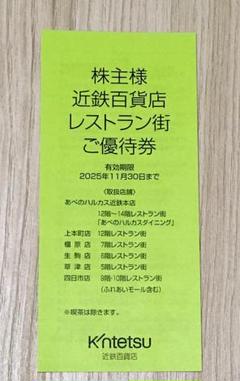 株主様
近鉄百貨店
レストラン街
ご優待券
有効期限
2025年11月30日まで
〈取扱店舗〉
あべのハルカス近鉄本店
12階～14階レストラン街
「あべのハルカスダイニング」
上本町店 12階レストラン街
橿原店 7階レストラン街
生駒店 6階レストラン街
草津店 5階レストラン街
四日市店 9階・10階レストラン街
(ふれあいモール含む)
※喫茶は除きます。
Kintetsu
近鉄百貨店